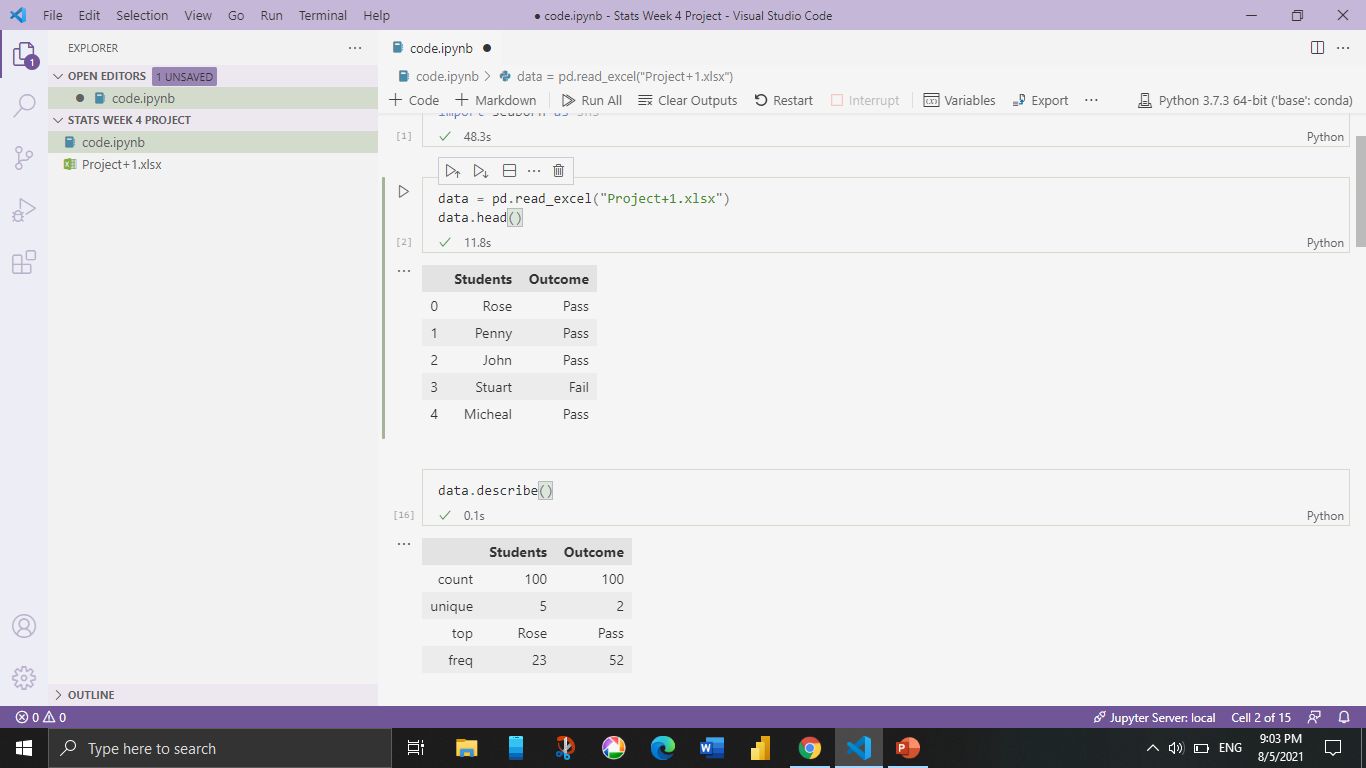 File Edit Selection View Go Run Terminal Help ● code.ipynb - Stats Week 4 Project - Visual Studio Code
EXPLORER
OPEN EDITORS 1 UNSAVED
code.ipynb
STATS WEEK 4 PROJECT
code.ipynb
Project+1.xlsx
OUTLINE
1
code.ipynb
code.ipynb > data = pd.read_excel("Project+1.xlsx")
+ Code + Markdown Run All Clear Outputs Restart Interrupt Variables Export ... Python 3.7.3 64-bit ('base': conda)
import seaborn as sns
[1] 48.3s Python
data = pd.read_excel("Project+1.xlsx")
data.head()
[2] 11.8s Python
Students Outcome
0 Rose Pass
1 Penny Pass
2 John Pass
3 Stuart Fail
4 Micheal Pass
data.describe()
[16] 0.1s Python
Students Outcome
count 100 100
unique 5 2
top Rose Pass
freq 23 52
0 0 Jupyter Server: local Cell 2 of 15
Type here to search
ENG 9:03 PM
8/5/2021